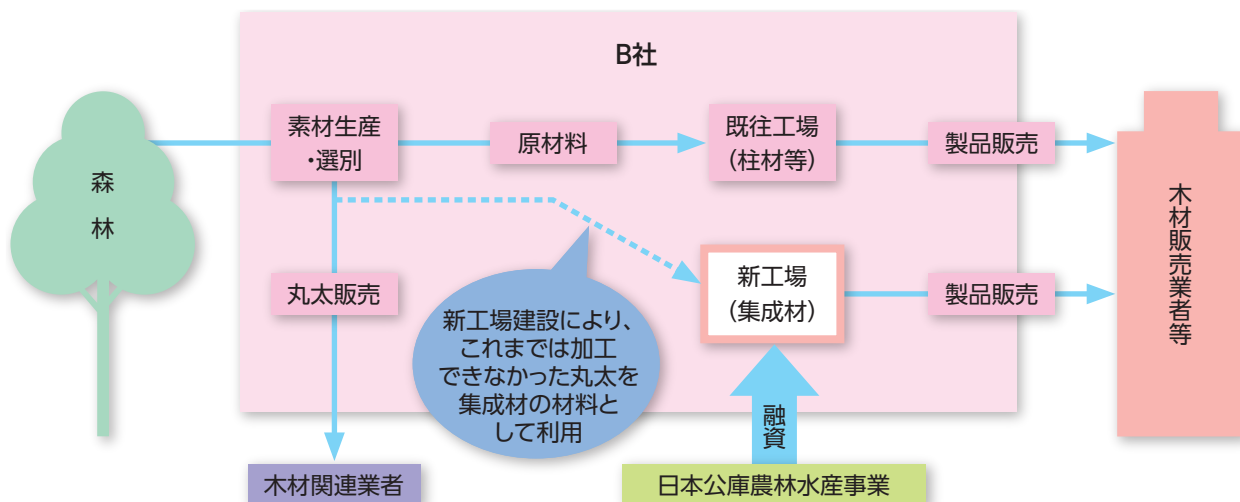 B社
森
林
素材生産
・選別
原材料
既往工場
（柱材等）
製品販売
丸太販売
新工場
（集成材）
製品販売
木材販売業者等
新工場建設により、
これまでは加工
できなかった丸太を
集成材の材料と
して利用
融資
木材関連業者
日本公庫農林水産事業